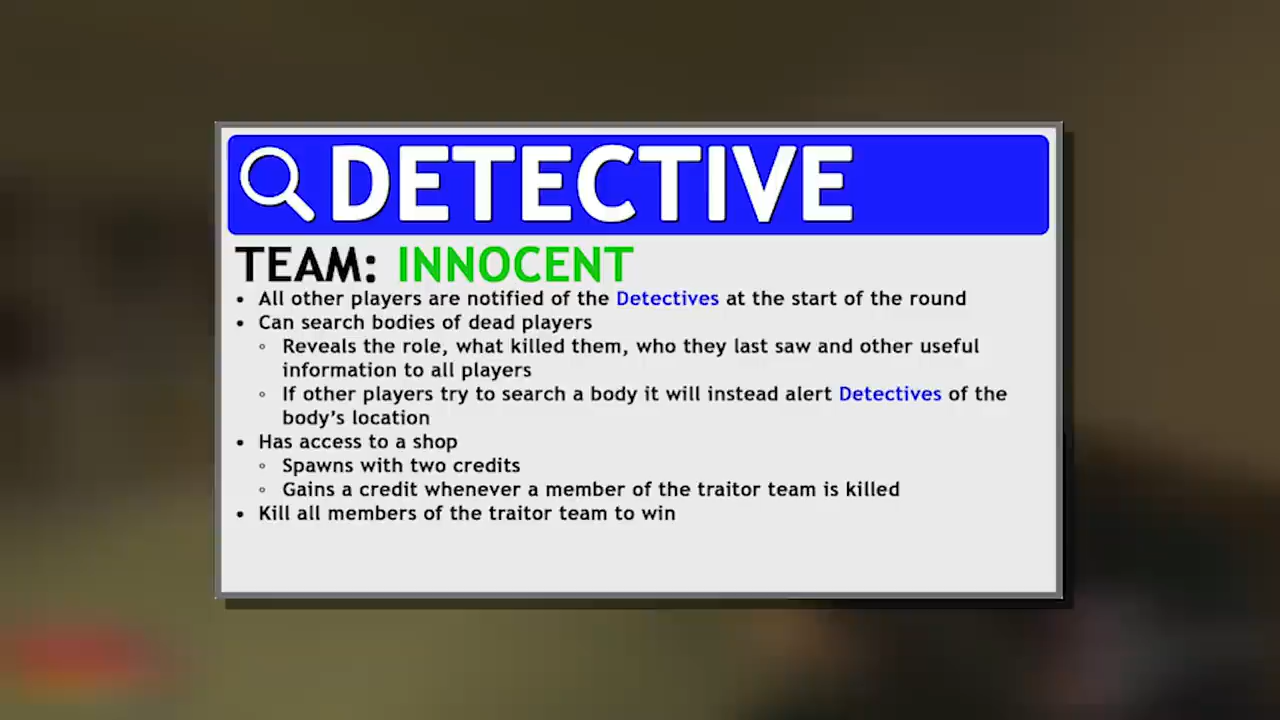 DETECTIVE
TEAM: INNOCENT
• All other players are notified of the Detectives at the start of the round
• Can search bodies of dead players
◦ Reveals the role, what killed them, who they last saw and other useful
information to all players
◦ If other players try to search a body it will instead alert Detectives of the
body's location
• Has access to a shop
◦ Spawns with two credits
◦ Gains a credit whenever a member of the traitor team is killed
• Kill all members of the traitor team to win